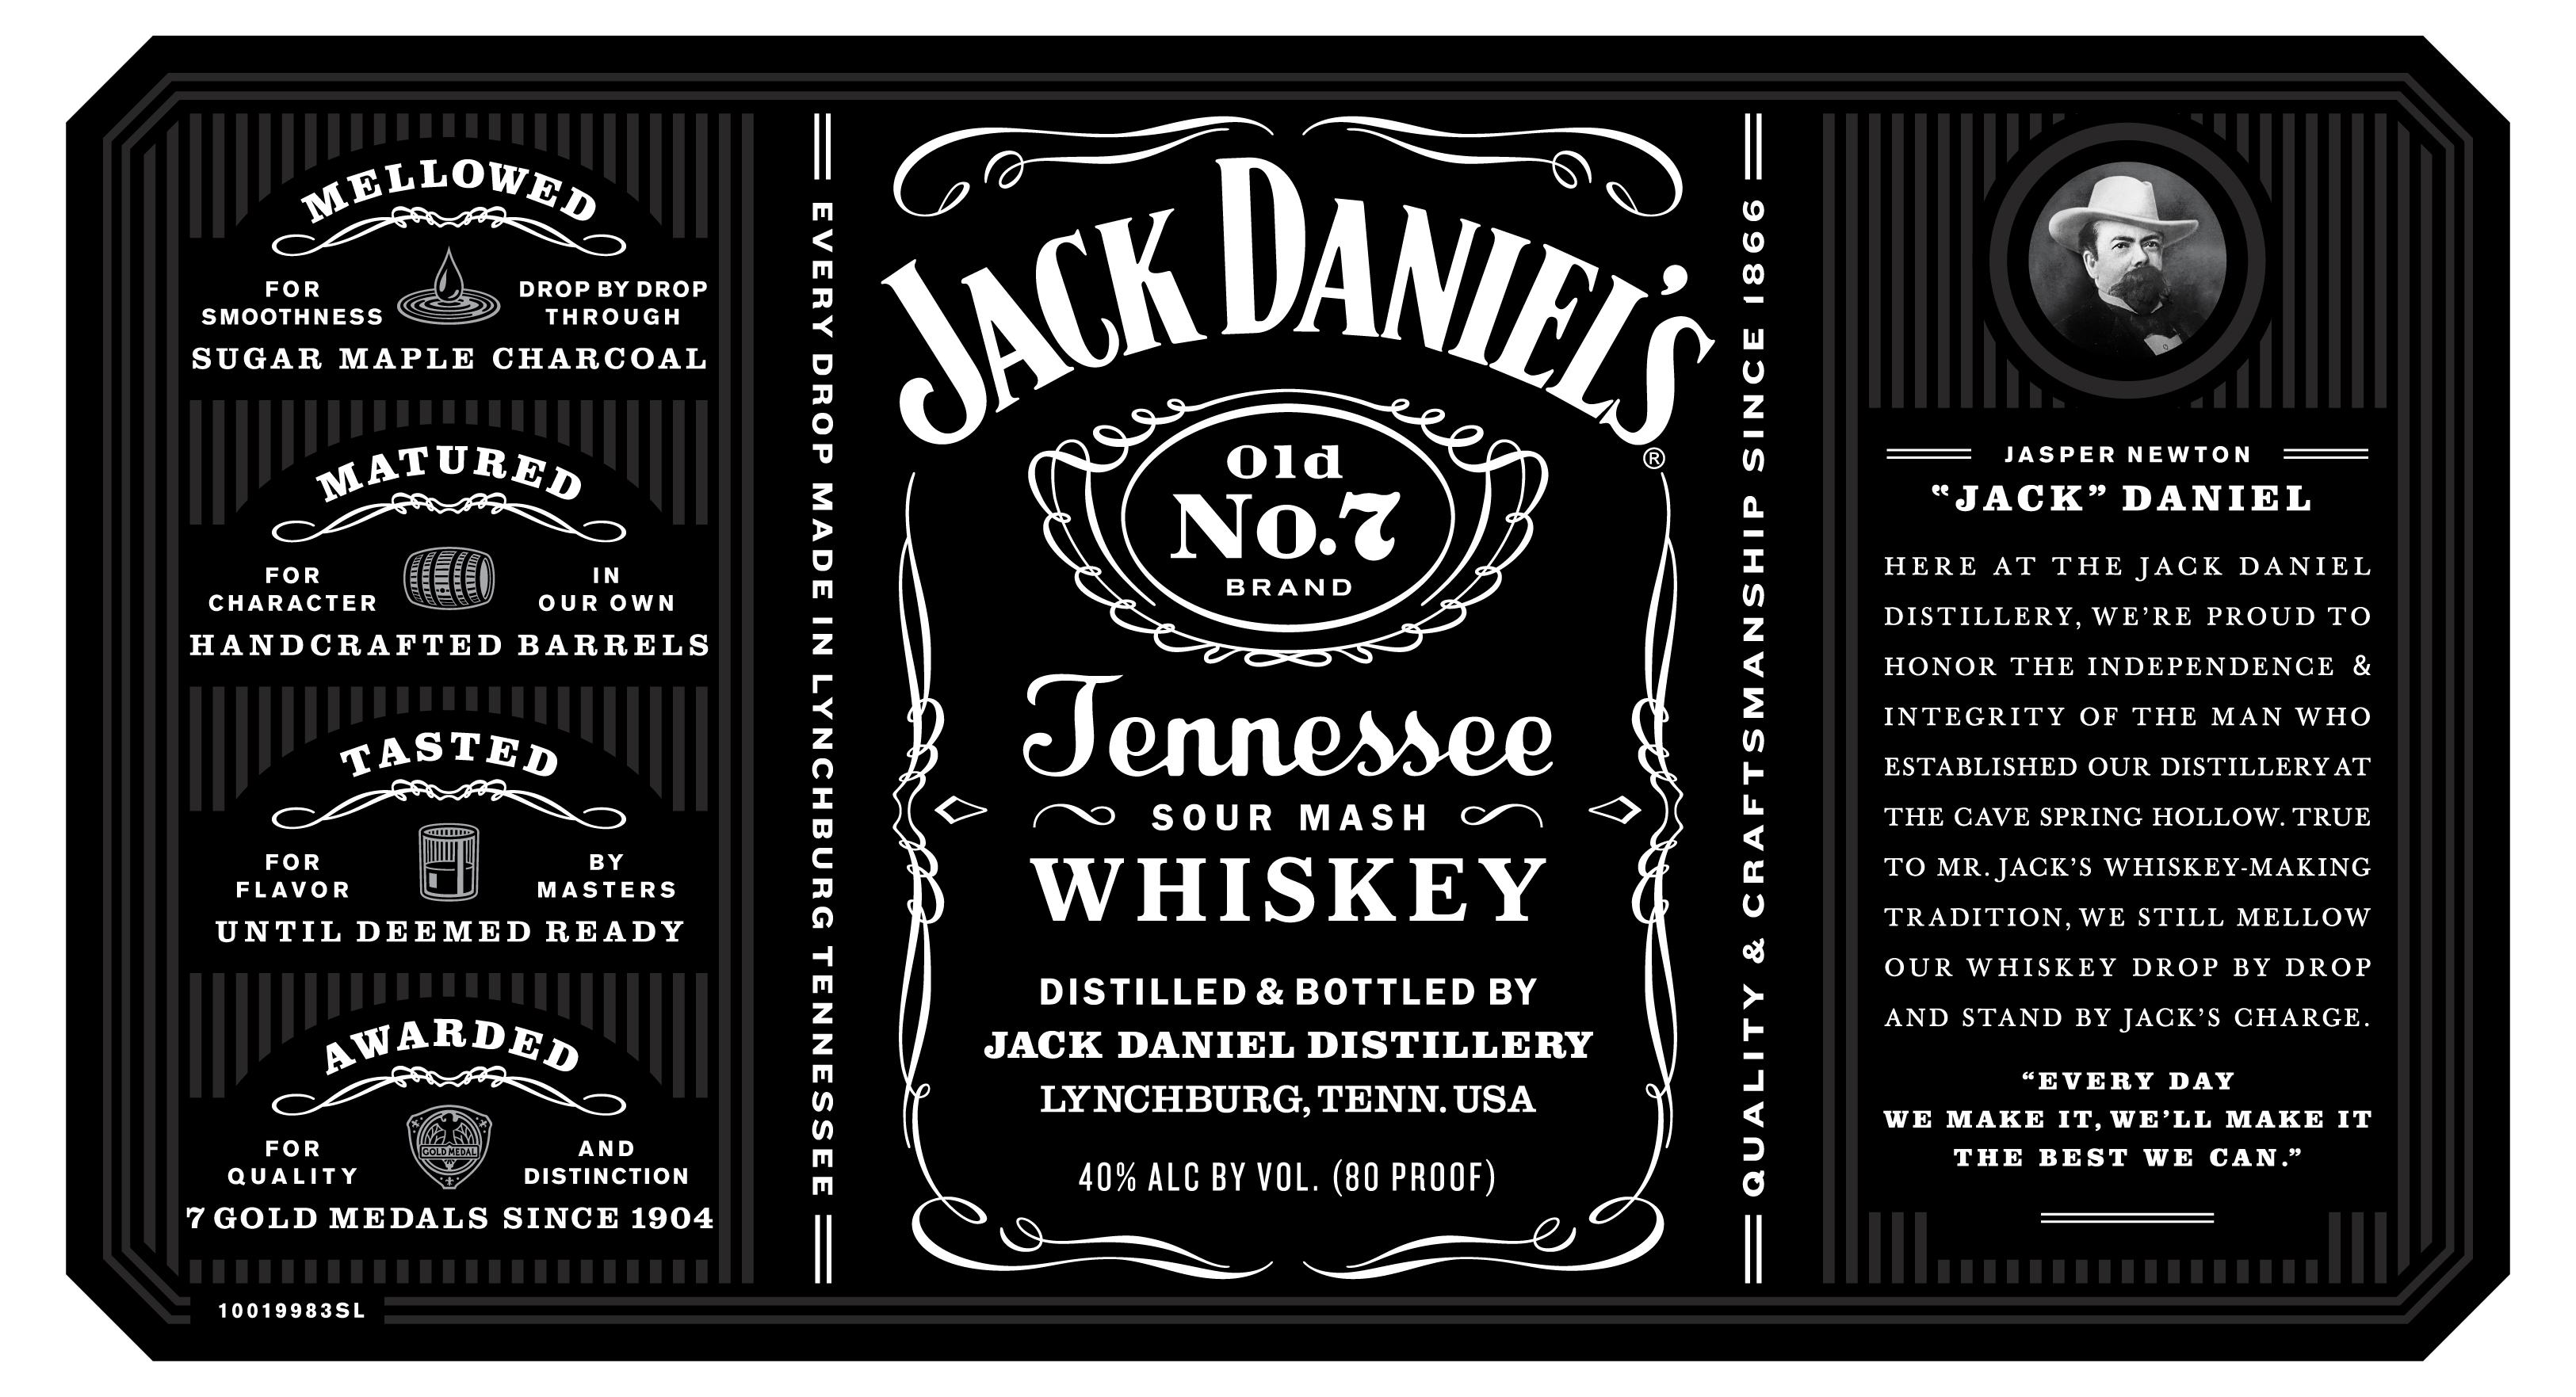 MELLOWED
FOR SMOOTHNESS
DROP BY DROP THROUGH
SUGAR MAPLE CHARCOAL
MATURED
FOR CHARACTER
IN OUR OWN
HANDCRAFTED BARRELS
TASTED
FOR FLAVOR
BY MASTERS
UNTIL DEEMED READY
AWARDED
FOR QUALITY
GOLD MEDAL
AND DISTINCTION
7 GOLD MEDALS SINCE 1904
10019983SL
EVERY DROP MADE IN LYNCHBURG TENNESSEE
JACK DANIEL'S
®
Old
No.7
BRAND
Tennessee
SOUR MASH
WHISKEY
DISTILLED & BOTTLED BY
JACK DANIEL DISTILLERY
LYNCHBURG, TENN. USA
40% ALC BY VOL. (80 PROOF)
QUALITY & CRAFTSMANSHIP SINCE 1866
JASPER NEWTON
“JACK” DANIEL
HERE AT THE JACK DANIEL
DISTILLERY, WE’RE PROUD TO
HONOR THE INDEPENDENCE &
INTEGRITY OF THE MAN WHO
ESTABLISHED OUR DISTILLERY AT
THE CAVE SPRING HOLLOW. TRUE
TO MR. JACK’S WHISKEY-MAKING
TRADITION, WE STILL MELLOW
OUR WHISKEY DROP BY DROP
AND STAND BY JACK’S CHARGE.
“EVERY DAY
WE MAKE IT, WE’LL MAKE IT
THE BEST WE CAN.”